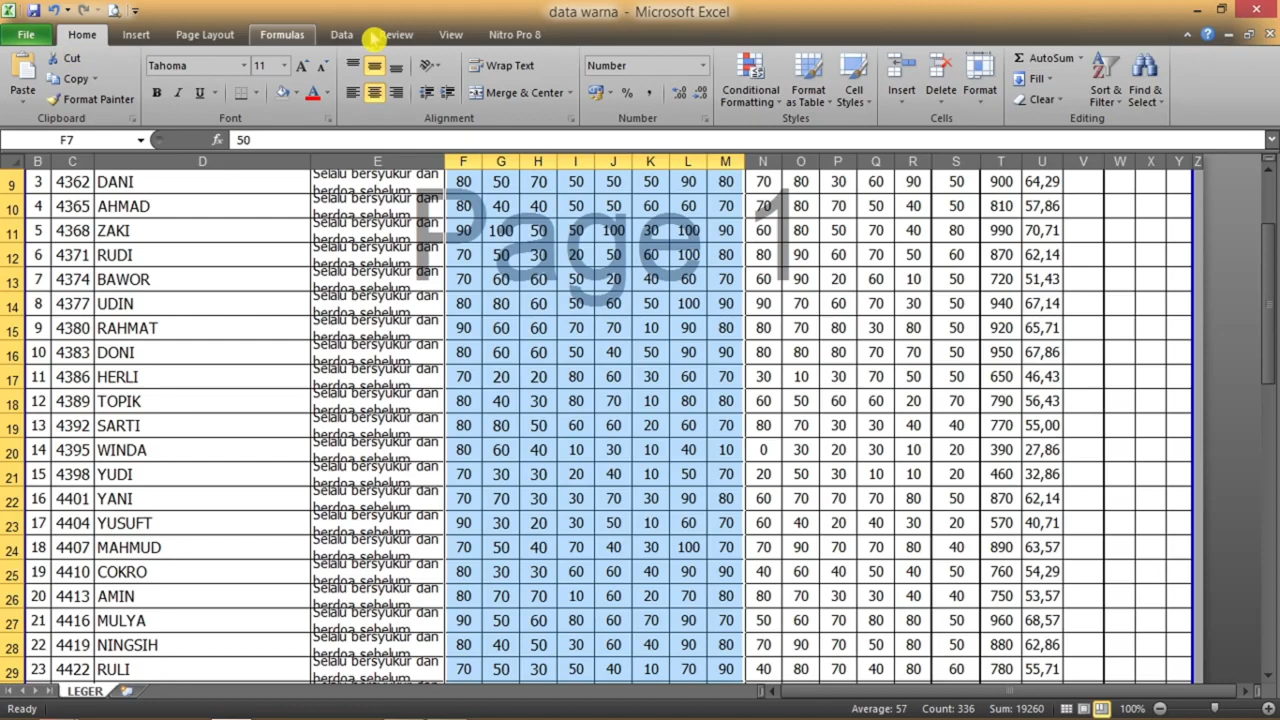 data warna - Microsoft Excel
File Home Insert Page Layout Formulas Data Review View Nitro Pro 8
Paste
Cut
Copy
Format Painter
Clipboard
Tahoma 11
B I U A
Font
Wrap Text
Merge & Center
Alignment
Number
% ,
Number
Conditional Formatting
Format as Table
Cell Styles
Styles
Insert Delete Format
Cells
Σ AutoSum
Fill
Clear
Sort & Filter
Find & Select
Editing
F7 fx 50
B C D E F G H I J K L M N O P Q R S T U V W X Y Z
Page 1
9 3 4362 DANI Selalu bersyukur dan berdoa sebelum 80 50 70 50 50 50 90 80 70 80 30 60 90 50 900 64,29
10 4 4365 AHMAD Selalu bersyukur dan berdoa sebelum 80 40 40 50 50 60 60 70 70 80 70 50 40 50 810 57,86
11 5 4368 ZAKI Selalu bersyukur dan berdoa sebelum 90 100 50 50 100 30 100 90 60 80 50 70 40 80 990 70,71
12 6 4371 RUDI Selalu bersyukur dan berdoa sebelum 70 50 30 20 50 60 100 80 80 90 60 70 50 60 870 62,14
13 7 4374 BAWOR Selalu bersyukur dan berdoa sebelum 70 60 60 50 20 40 60 70 60 90 20 60 10 50 720 51,43
14 8 4377 UDIN Selalu bersyukur dan berdoa sebelum 80 80 60 50 60 50 100 90 90 70 60 70 30 50 940 67,14
15 9 4380 RAHMAT Selalu bersyukur dan berdoa sebelum 90 60 60 70 70 10 90 80 80 70 80 30 80 50 920 65,71
16 10 4383 DONI Selalu bersyukur dan berdoa sebelum 80 60 60 50 40 50 90 90 80 80 80 70 70 50 950 67,86
17 11 4386 HERLI Selalu bersyukur dan berdoa sebelum 70 20 20 80 60 30 60 70 30 10 30 70 50 50 650 46,43
18 12 4389 TOPIK Selalu bersyukur dan berdoa sebelum 80 40 30 80 70 10 80 80 60 50 60 60 20 70 790 56,43
19 13 4392 SARTI Selalu bersyukur dan berdoa sebelum 80 80 50 60 60 20 60 70 80 70 30 30 40 40 770 55,00
20 14 4395 WINDA Selalu bersyukur dan berdoa sebelum 80 60 40 10 30 10 40 10 0 30 20 30 10 20 390 27,86
21 15 4398 YUDI Selalu bersyukur dan berdoa sebelum 70 30 30 20 40 10 50 70 20 50 30 10 10 20 460 32,86
22 16 4401 YANI Selalu bersyukur dan berdoa sebelum 70 70 30 30 70 30 90 80 60 70 70 70 80 50 870 62,14
23 17 4404 YUSUFT Selalu bersyukur dan berdoa sebelum 90 30 20 30 50 10 60 70 60 40 20 40 30 20 570 40,71
24 18 4407 MAHMUD Selalu bersyukur dan berdoa sebelum 70 50 40 70 40 30 100 70 70 90 70 70 80 40 890 63,57
25 19 4410 COKRO Selalu bersyukur dan berdoa sebelum 80 30 30 60 60 40 90 90 40 60 40 50 40 50 760 54,29
26 20 4413 AMIN Selalu bersyukur dan berdoa sebelum 80 70 70 10 60 20 70 80 80 70 30 30 40 40 750 53,57
27 21 4416 MULYA Selalu bersyukur dan berdoa sebelum 90 50 60 80 60 70 90 70 50 60 70 80 50 80 960 68,57
28 22 4419 NINGSIH Selalu bersyukur dan berdoa sebelum 80 40 50 30 60 40 90 80 70 90 70 50 80 50 880 62,86
29 23 4422 RULI Selalu bersyukur dan 70 50 30 50 40 10 70 90 40 80 70 40 80 60 780 55,71
LEGER
Ready Average: 57 Count: 336 Sum: 19260 100%